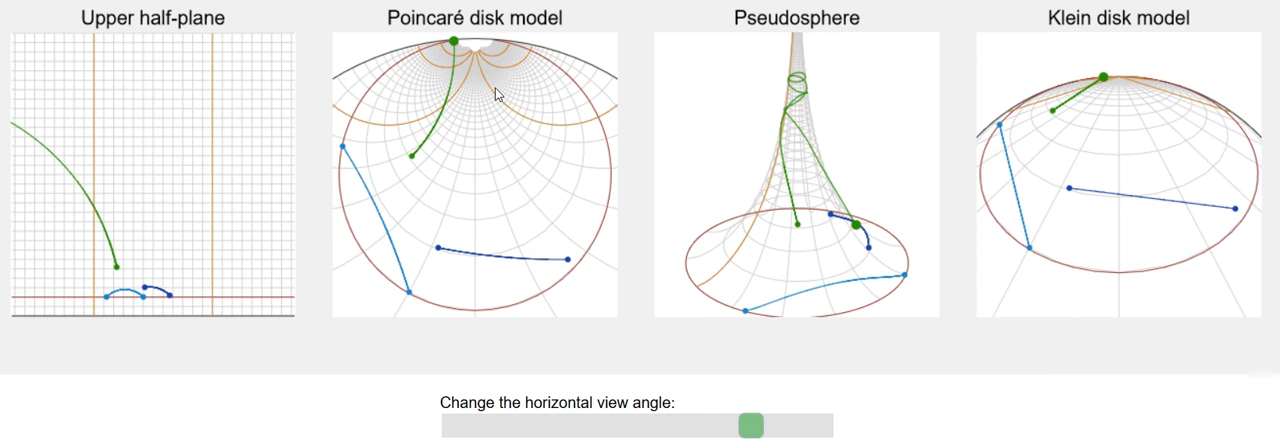 Upper half-plane
Poincaré disk model
Pseudosphere
Klein disk model
Change the horizontal view angle: